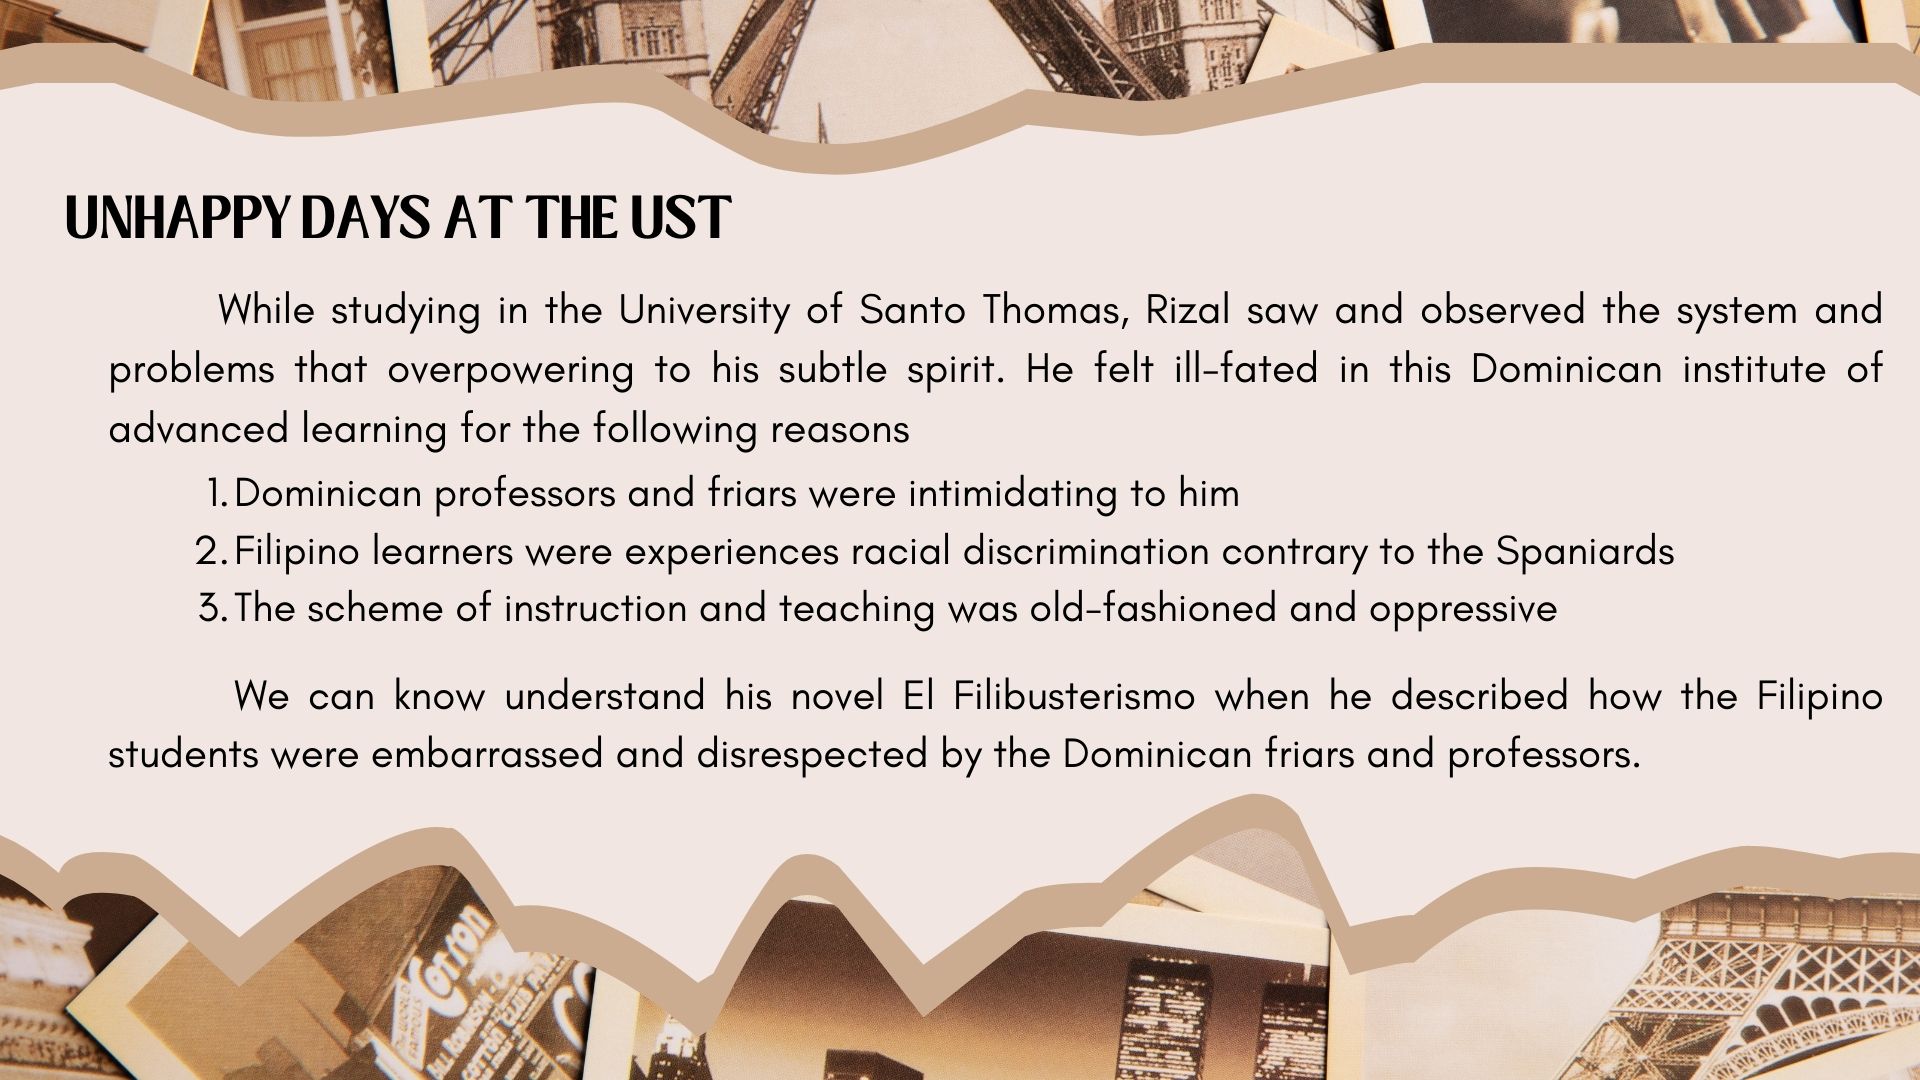 UNHAPPY DAYS AT THE UST
While studying in the University of Santo Thomas, Rizal saw and observed the system and
problems that overpowering to his subtle spirit. He felt ill-fated in this Dominican institute of
advanced learning for the following reasons
1. Dominican professors and friars were intimidating to him
2. Filipino learners were experiences racial discrimination contrary to the Spaniards
3. The scheme of instruction and teaching was old-fashioned and oppressive
We can know understand his novel El Filibusterismo when he described how the Filipino
students were embarrassed and disrespected by the Dominican friars and professors.
Cotton